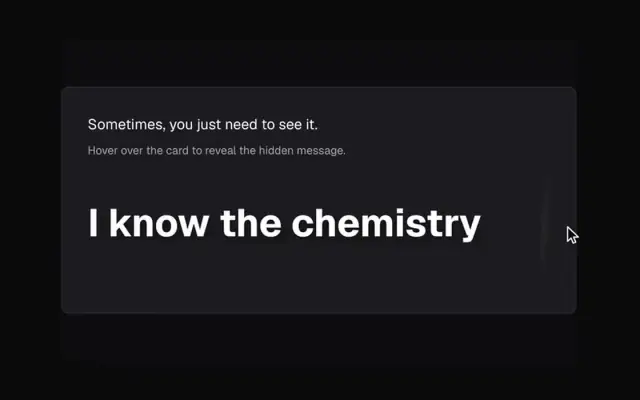 Sometimes, you just need to see it.
Hover over the card to reveal the hidden message.
I know the chemistry